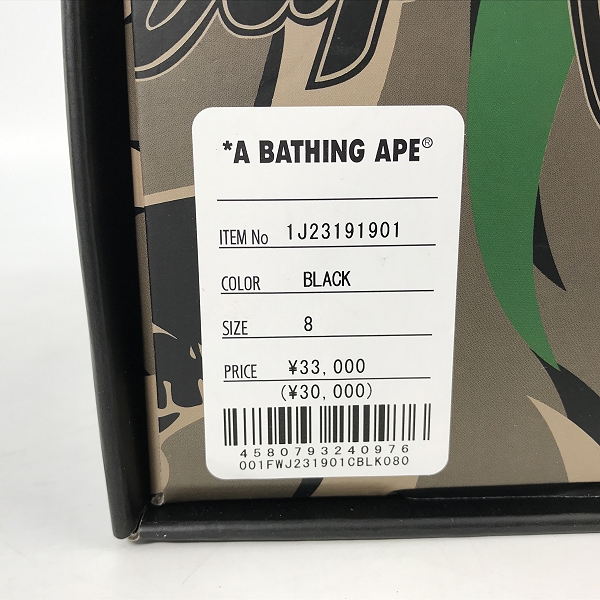 *A BATHING APE®
ITEM No 1J23191901
COLOR BLACK
SIZE 8
PRICE ¥33,000
(¥30,000)
4580793240976
001FWJ231901CBLK080